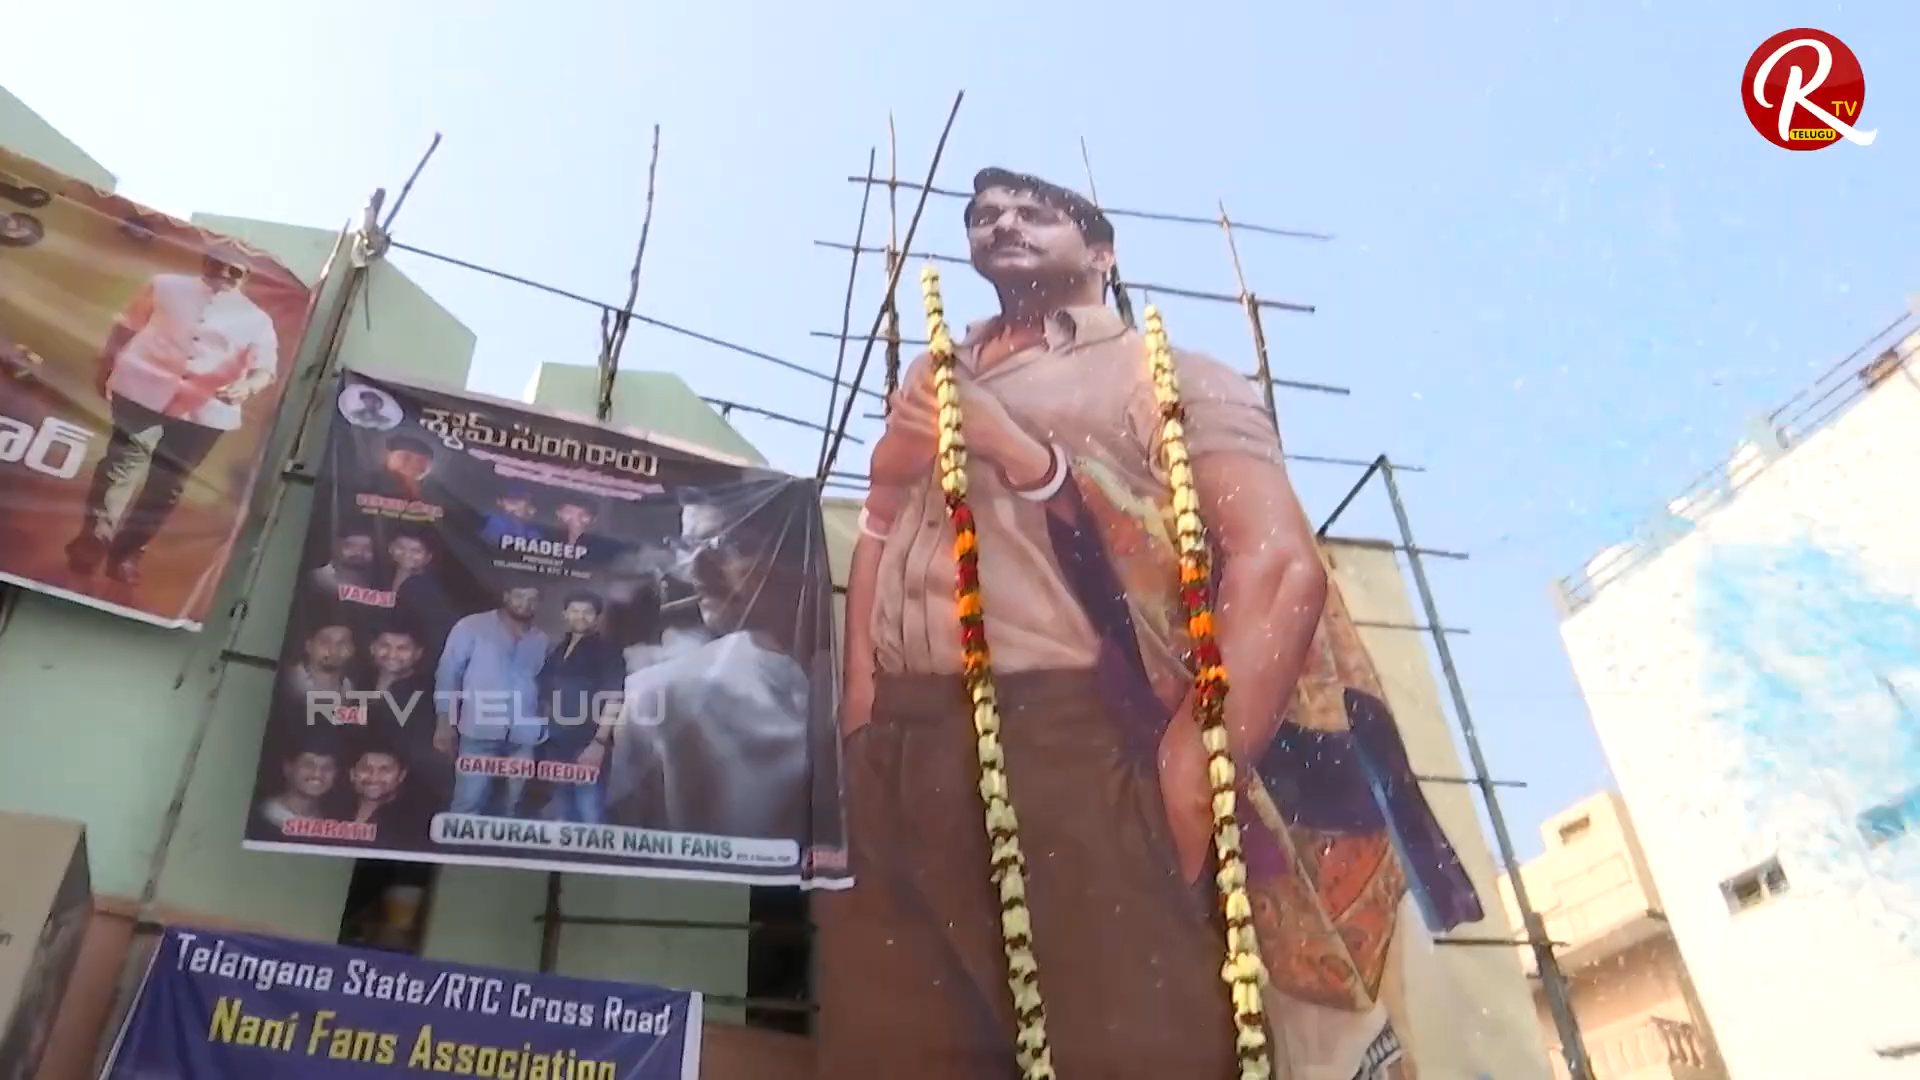 R
TV
TELUGU
శ్యామ్ సింగరాయ్
PRADEEP
PRESIDENT
VAMSI
SAI
RTV TELUGU
GANESH REDDY
SHARATH
NATURAL STAR NANI FANS
Telangana State/RTC Cross Road
Nani Fans Association